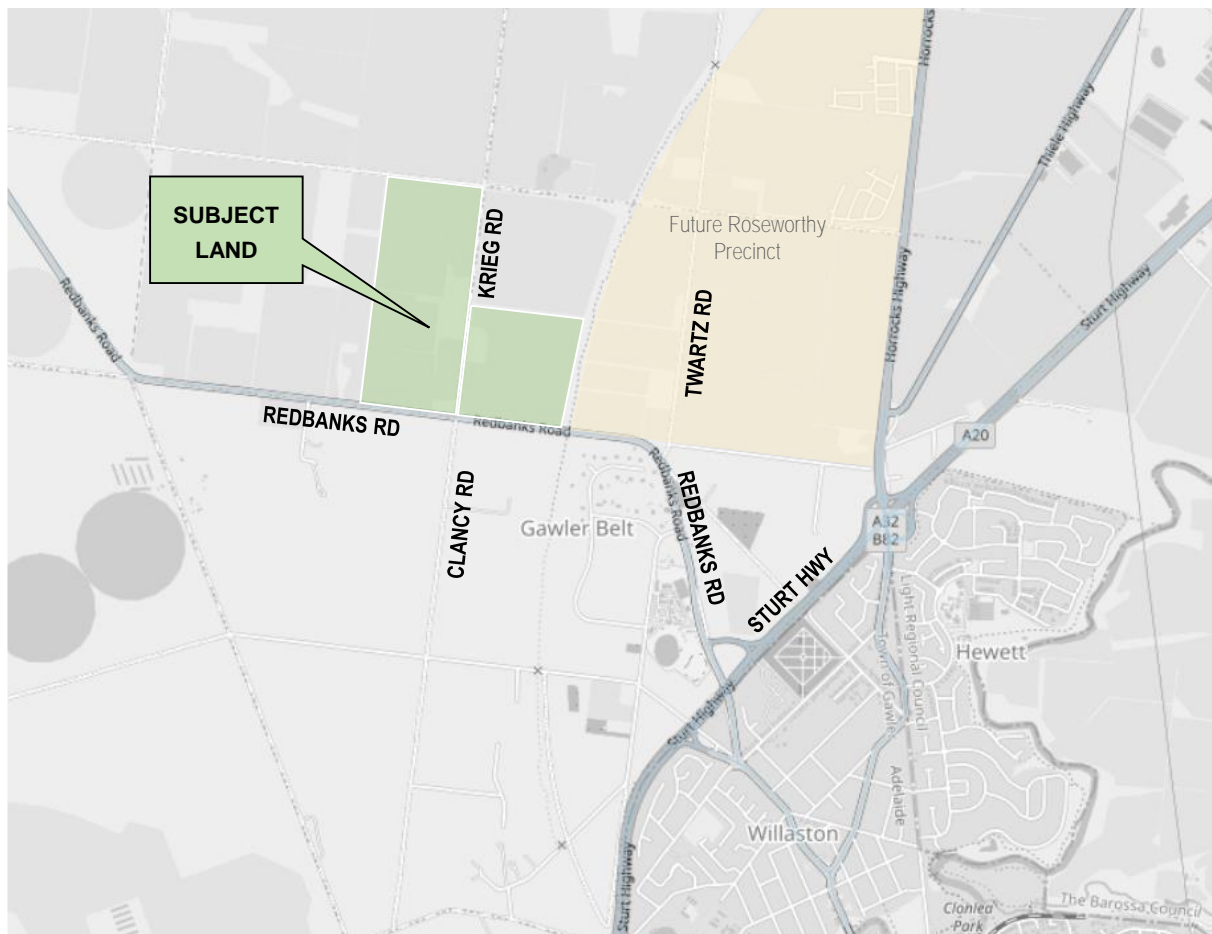 Horrocks
Thiele Highway
SUBJECT
LAND
KRIEG RD
Future Roseworthy
Precinct
Horrocks Highway
Sturt Highway
Redbanks Road
TWARTZ RD
REDBANKS RD
Redbanks Road
A20
Redbanks Road
REDBANKS RD
CLANCY RD
Gawler Belt
A32
B82
STURT HWY
Light Regional Council
Town of Gawler
Hewett
Sturt Highway
Adelaide
Willaston
Sturt Highway
Clonlea
Park
The Barossa Council